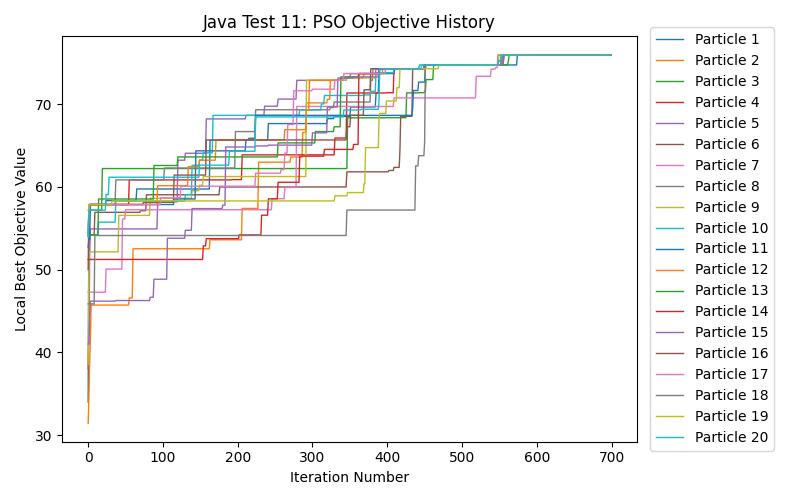 Java Test 11: PSO Objective History
Local Best Objective Value
70
60
50
40
30
0 100 200 300 400 500 600 700
Iteration Number
Particle 1
Particle 2
Particle 3
Particle 4
Particle 5
Particle 6
Particle 7
Particle 8
Particle 9
Particle 10
Particle 11
Particle 12
Particle 13
Particle 14
Particle 15
Particle 16
Particle 17
Particle 18
Particle 19
Particle 20